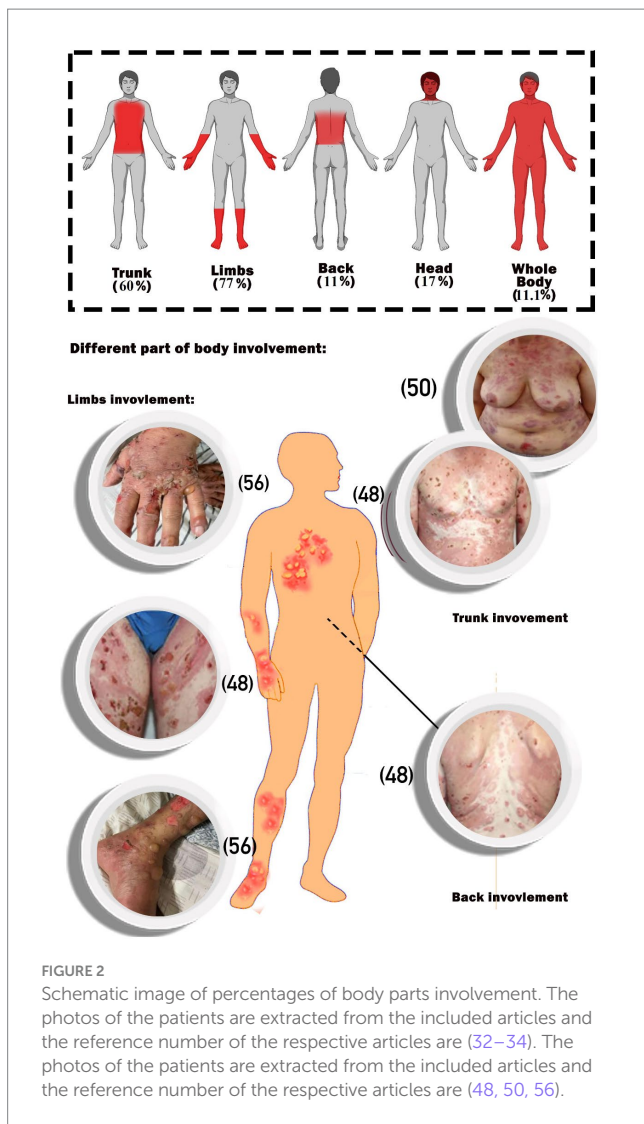 Trunk
(60%)
Limbs
(77%)
Back
(11%)
Head
(17%)
Whole
Body
(11.1%)
Different part of body involvement:
(50)
Limbs invovlement:
(56)
(48)
Trunk invovement
(48)
(48)
(56)
Back invovlement
FIGURE 2
Schematic image of percentages of body parts involvement. The
photos of the patients are extracted from the included articles and
the reference number of the respective articles are (32–34). The
photos of the patients are extracted from the included articles and
the reference number of the respective articles are (48, 50, 56).